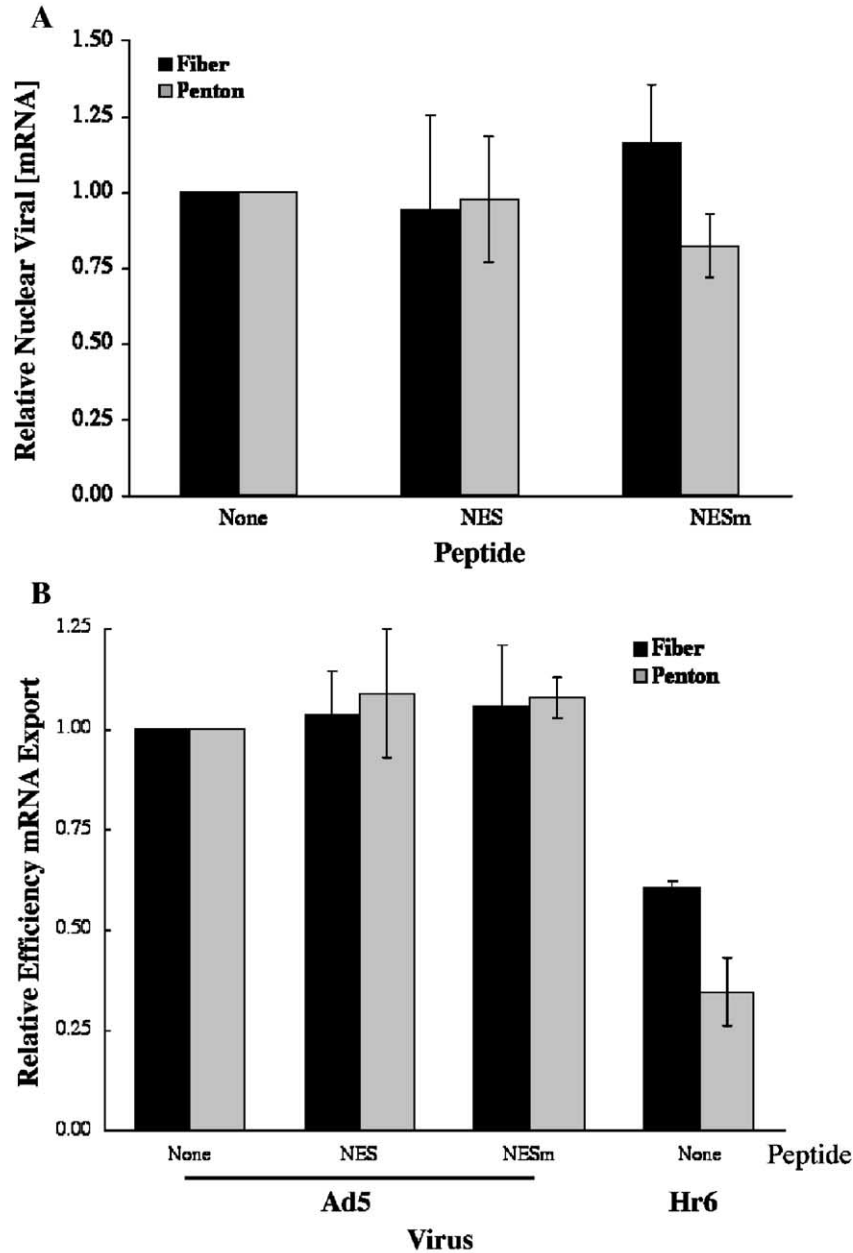 A
Relative Nuclear Viral [mRNA]
1.50
1.25
1.00
0.75
0.50
0.25
0.00
Fiber
Penton
None NES NESm
Peptide
B
Relative Efficiency mRNA Export
1.25
1.00
0.75
0.50
0.25
0.00
Fiber
Penton
None NES NESm None Peptide
Ad5 Hr6
Virus